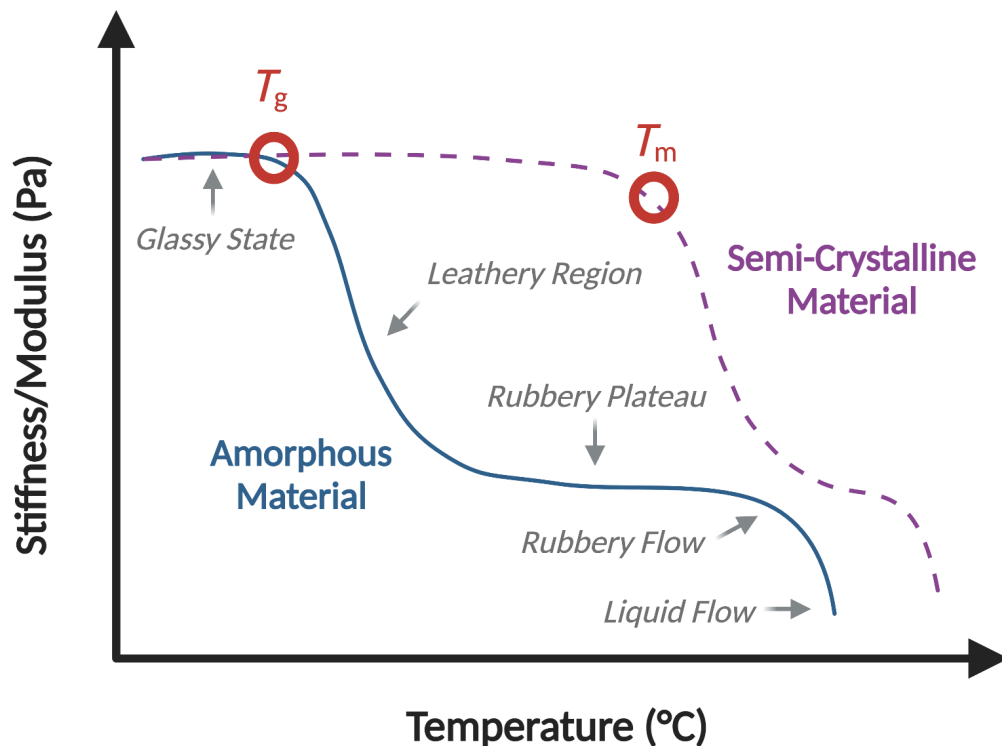 Tg
Tm
Glassy State
Semi-Crystalline
Material
Leathery Region
Rubbery Plateau
Amorphous
Material
Rubbery Flow
Liquid Flow
Stiffness/Modulus (Pa)
Temperature (°C)